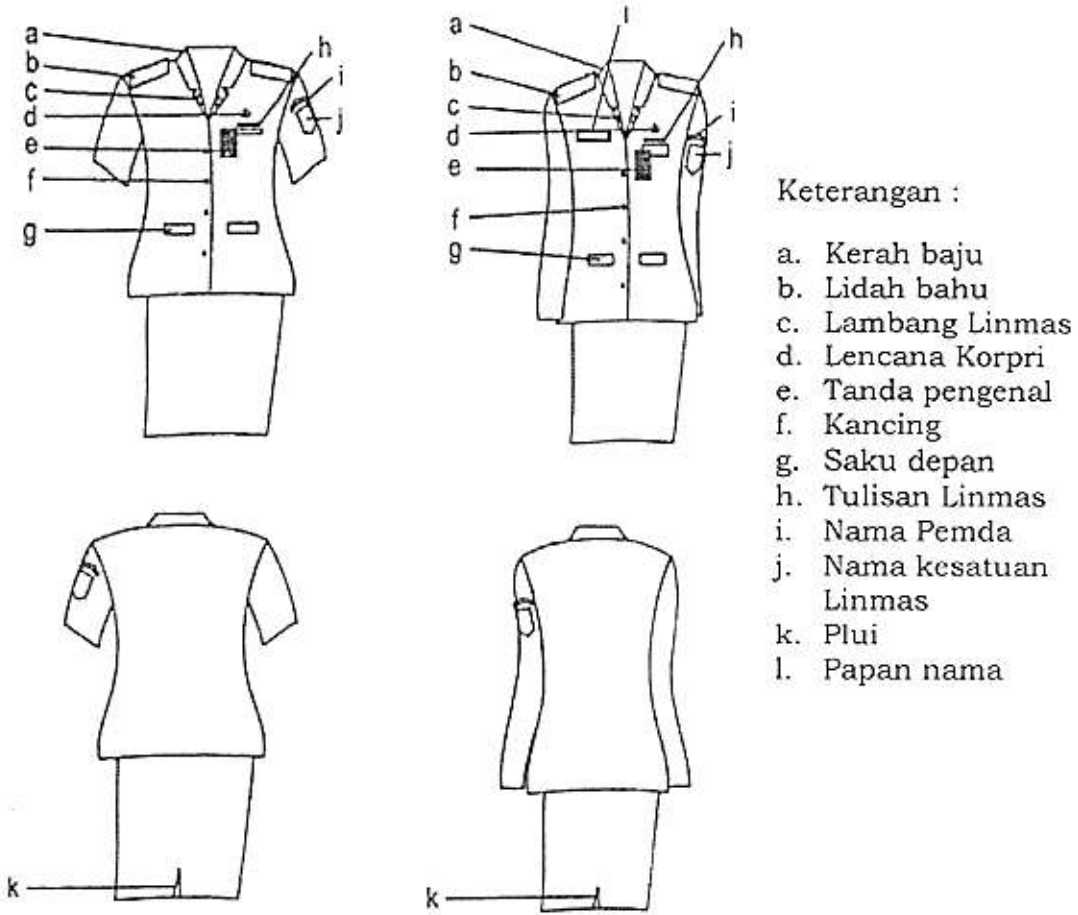 a
b
c
d
e
f
g
h
i
j
a
b
c
d
e
f
g
l
h
i
j
k
k
Keterangan :
a. Kerah baju
b. Lidah bahu
c. Lambang Linmas
d. Lencana Korpri
e. Tanda pengenal
f. Kancing
g. Saku depan
h. Tulisan Linmas
i. Nama Pemda
j. Nama kesatuan
Linmas
k. Plui
l. Papan nama